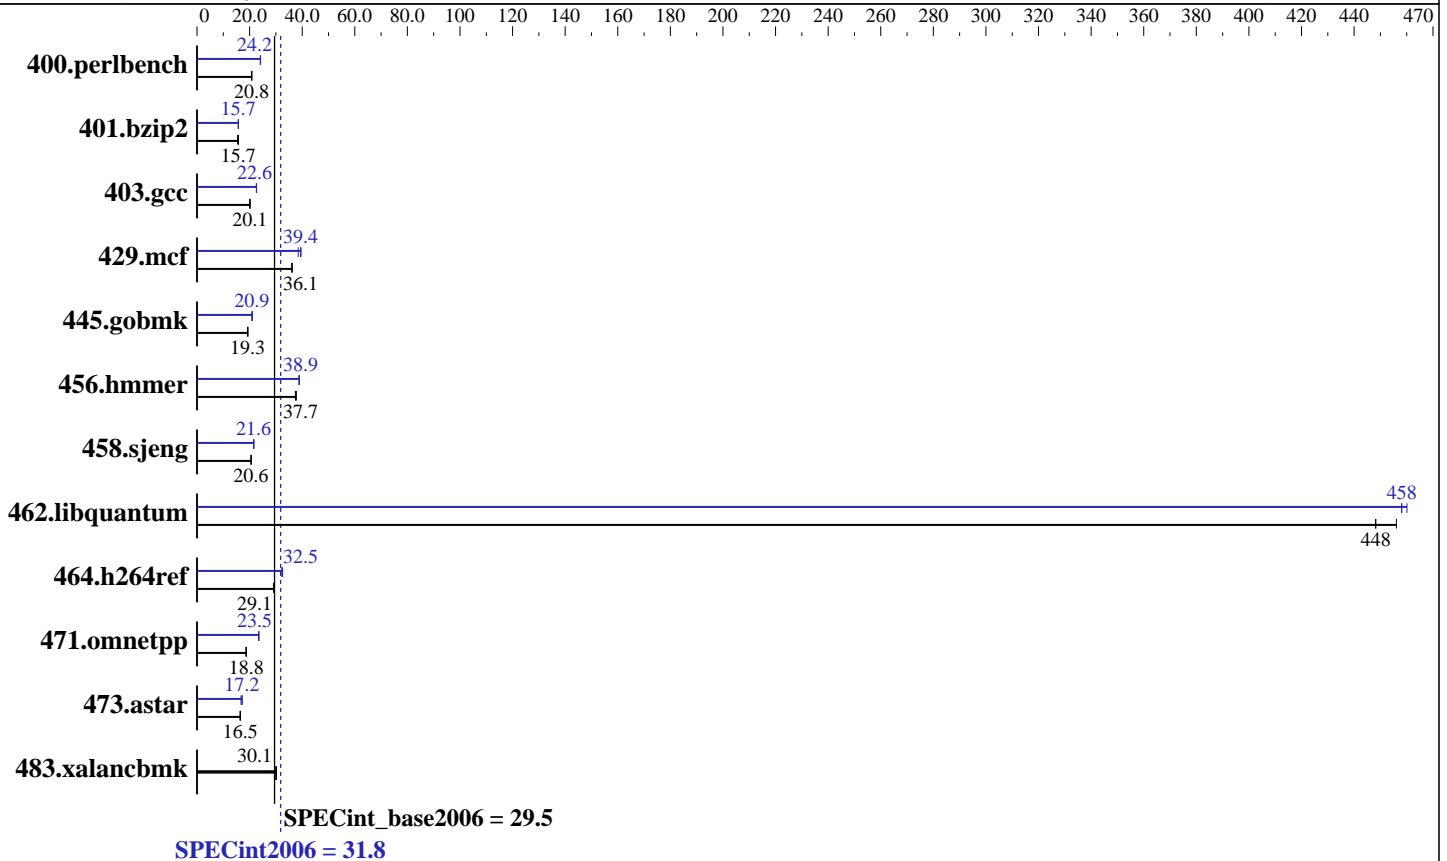 0 20.0 40.0 60.0 80.0 100 120 140 160 180 200 220 240 260 280 300 320 340 360 380 400 420 440 470
24.2
400.perlbench
20.8
15.7
401.bzip2
15.7
22.6
403.gcc
20.1
39.4
429.mcf
36.1
20.9
445.gobmk
19.3
38.9
456.hmmer
37.7
21.6
458.sjeng
20.6
458
462.libquantum
448
32.5
464.h264ref
29.1
23.5
471.omnetpp
18.8
17.2
473.astar
16.5
30.1
483.xalancbmk
SPECint_base2006 = 29.5
SPECint2006 = 31.8